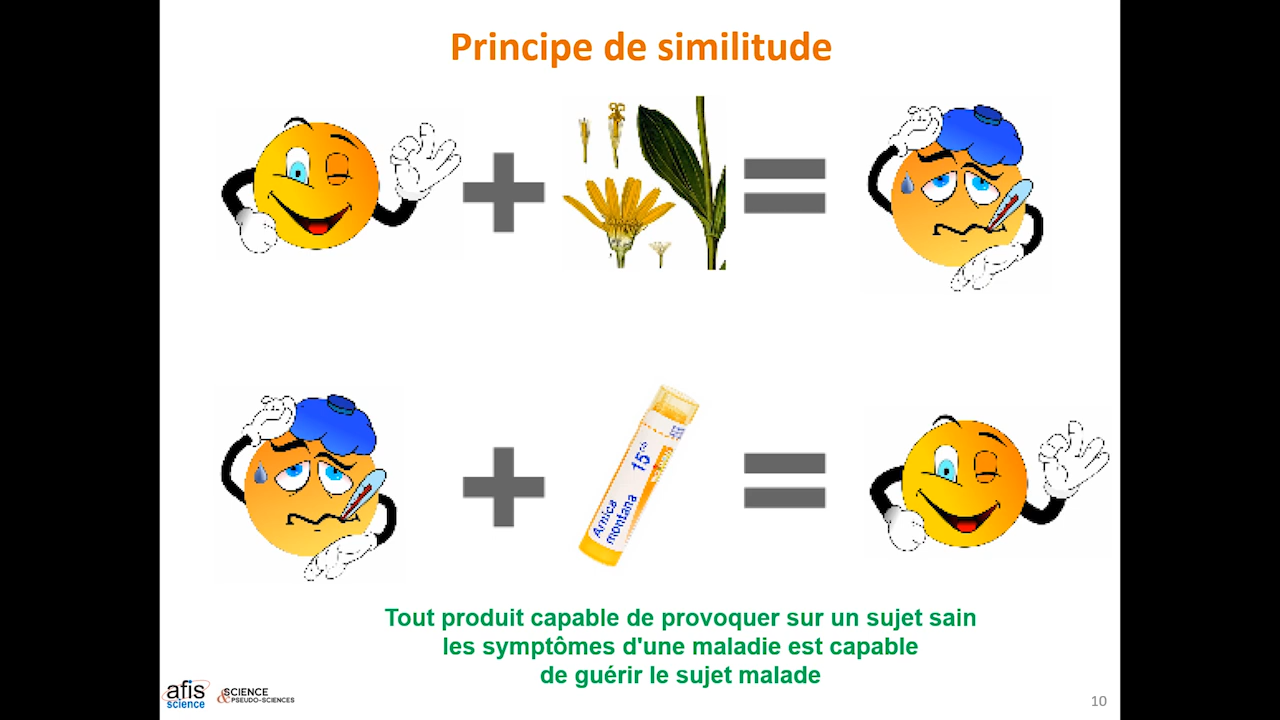 Principe de similitude
15
Arnica
montana
Tout produit capable de provoquer sur un sujet sain
les symptômes d'une maladie est capable
de guérir le sujet malade
afis
science
SCIENCE
& PSEUDO-SCIENCES
10